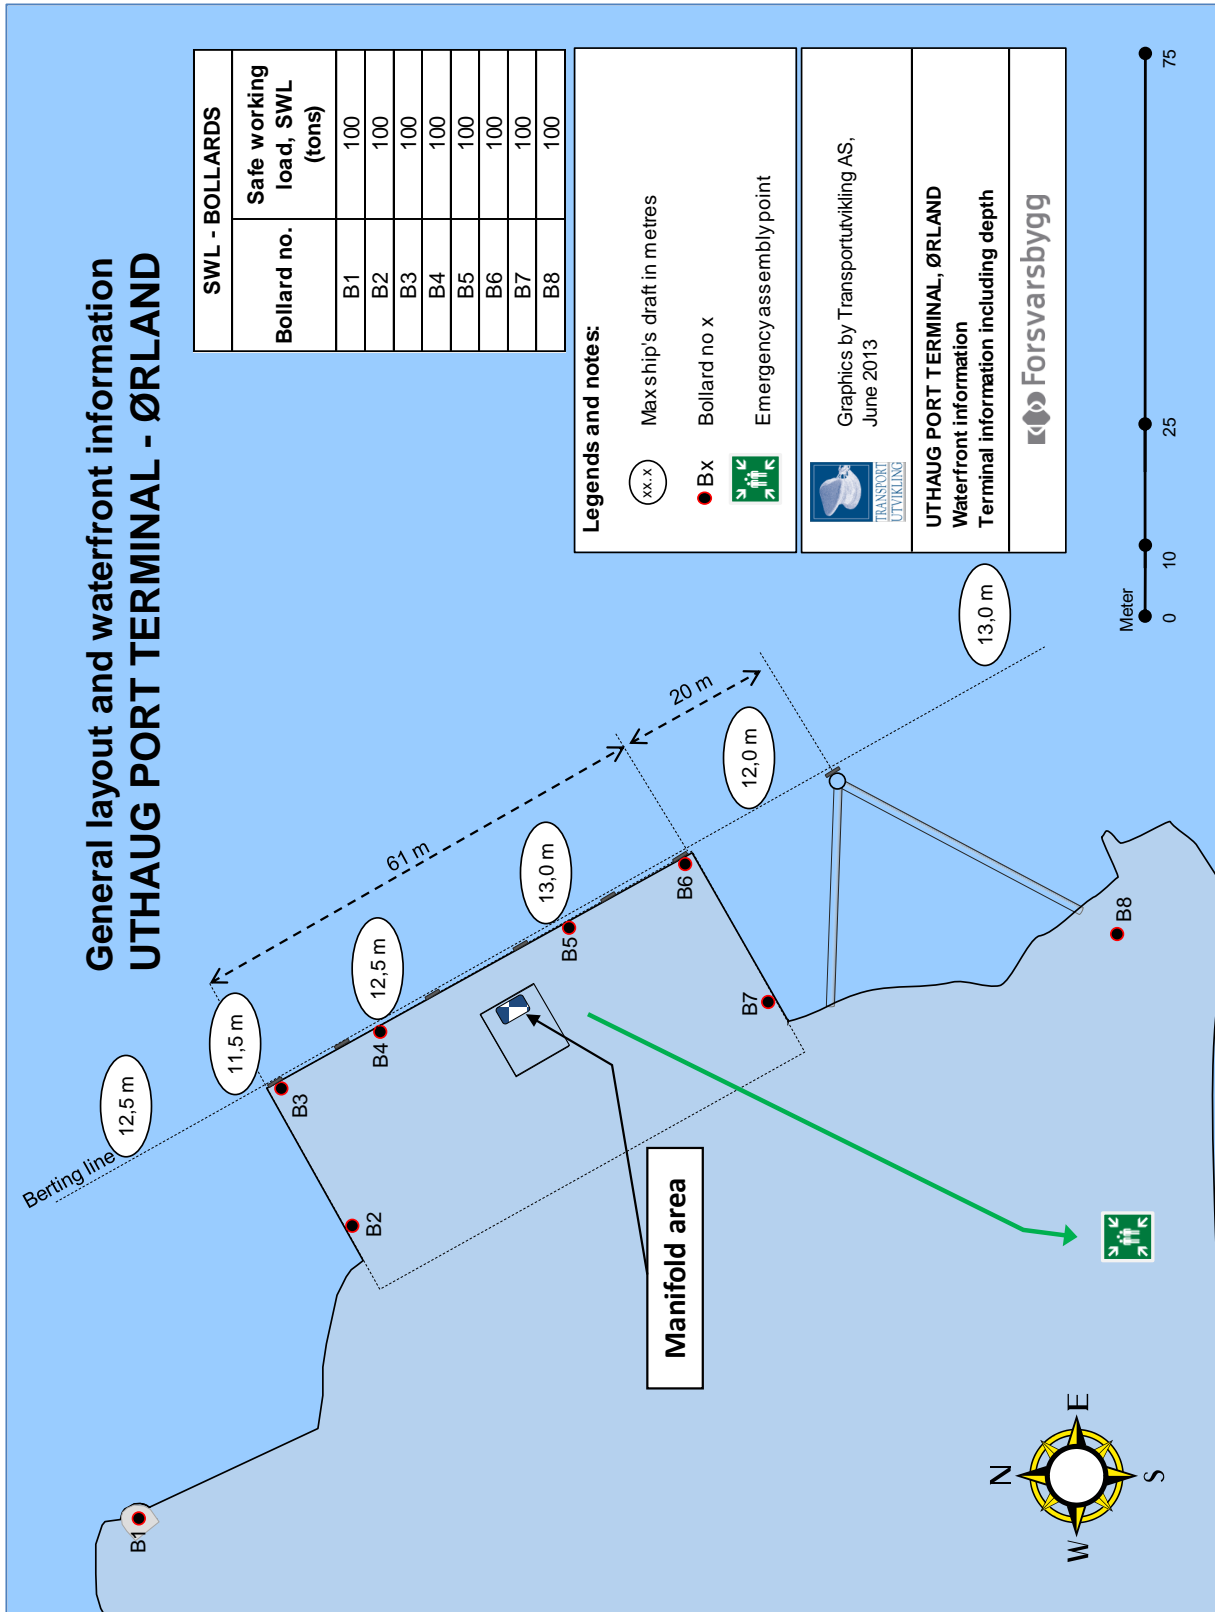 General layout and waterfront information
UTHAUG PORT TERMINAL - ØRLAND
SWL - BOLLARDS
Bollard no.
Safe working
load, SWL
(tons)
B1 100
B2 100
B3 100
B4 100
B5 100
B6 100
B7 100
B8 100
Legends and notes:
xx.x Max ship's draft in metres
Bx Bollard no x
Emergency assembly point
TRANSPORT
UTVIKLING
Graphics by Transportutvikling AS,
June 2013
UTHAUG PORT TERMINAL, ØRLAND
Waterfront information
Terminal information including depth
Forsvarsbygg
Meter
0 10 25 75
Berting line
12,5 m
11,5 m
12,5 m
13,0 m
12,0 m
13,0 m
61 m
20 m
B1
B2
B3
B4
B5
B6
B7
B8
Manifold area
N
E
S
W